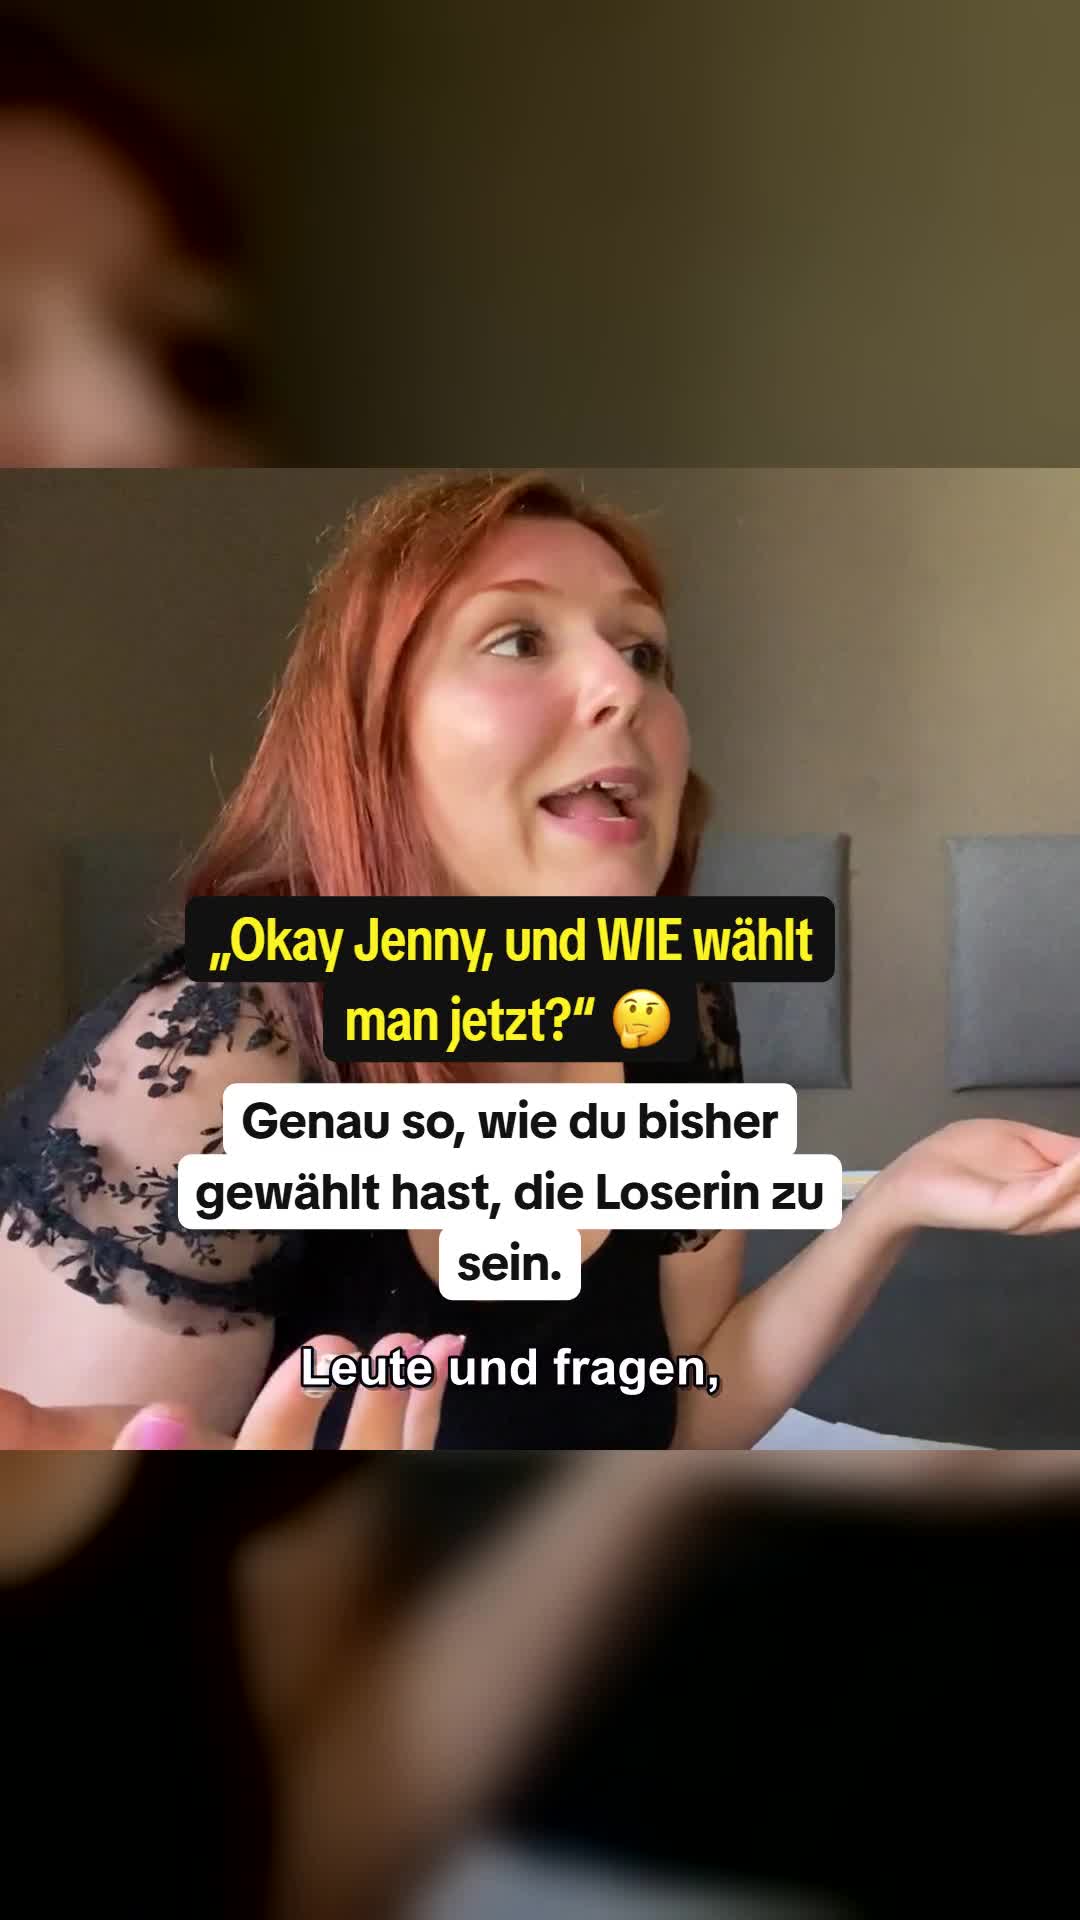 „Okay Jenny, und WIE wählt
man jetzt?“ 🤔
Genau so, wie du bisher
gewählt hast, die Loserin zu
sein.
Leute und fragen,